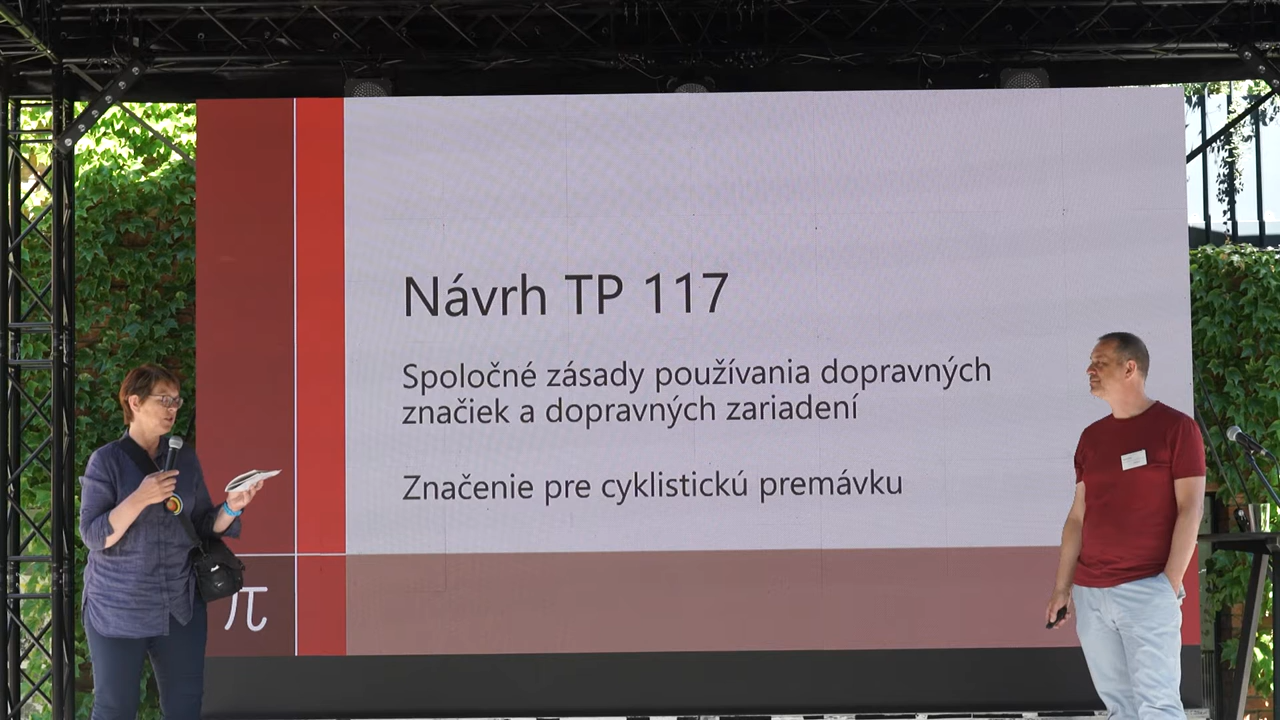 Návrh TP 117
Spoločné zásady používania dopravných
značiek a dopravných zariadení
Značenie pre cyklistickú premávku
π